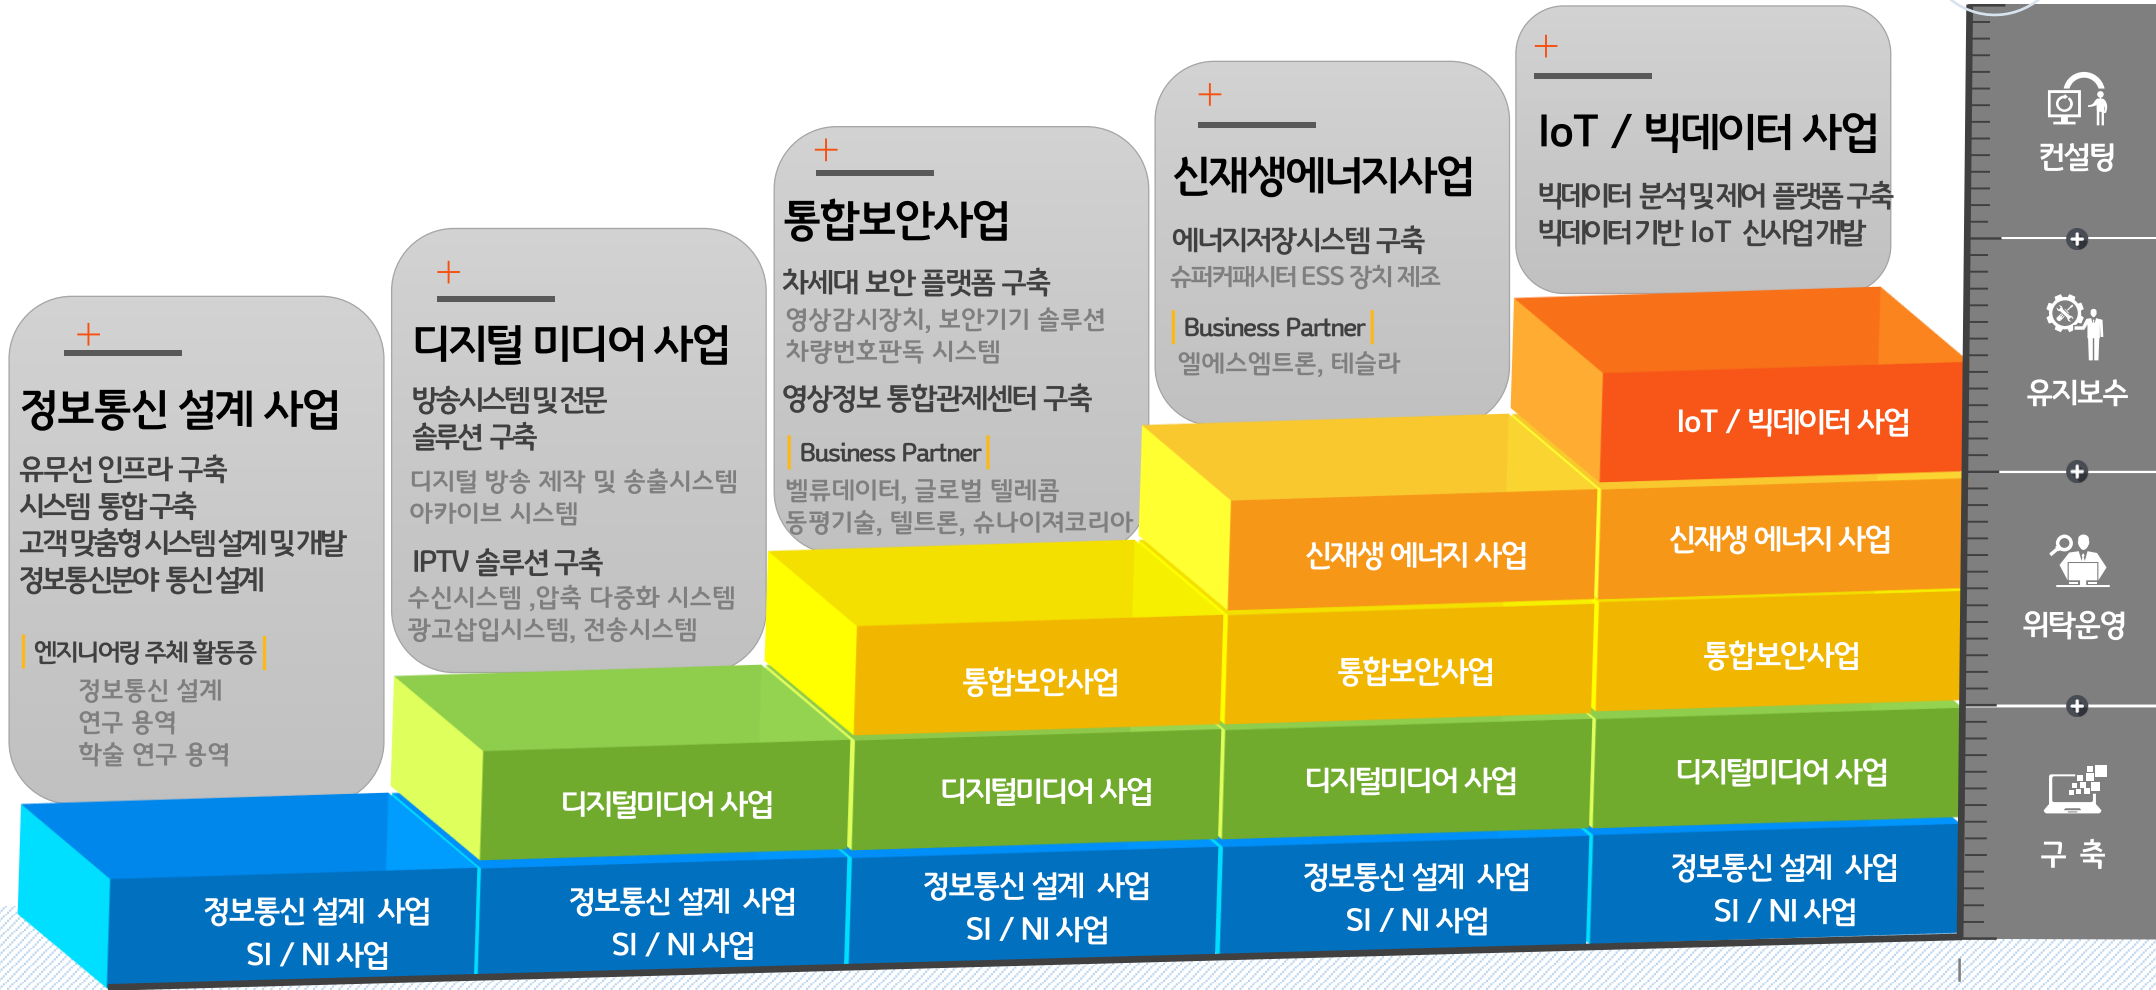 정보통신 설계 사업
유무선 인프라 구축
시스템 통합 구축
고객 맞춤형 시스템 설계 및 개발
정보통신분야 통신 설계
엔지니어링 주체 활동증
정보통신 설계
연구 용역
학술 연구 용역
디지털 미디어 사업
방송시스템 및 전문
솔루션 구축
디지털 방송 제작 및 송출시스템
아카이브 시스템
IPTV 솔루션 구축
수신시스템 ,압축 다중화 시스템
광고삽입시스템, 전송시스템
통합보안사업
차세대 보안 플랫폼 구축
영상감시장치, 보안기기 솔루션
차량번호판독 시스템
영상정보 통합관제센터 구축
Business Partner
벨류데이터, 글로벌 텔레콤
동평기술, 텔트론, 슈나이져코리아
신재생에너지사업
에너지저장시스템 구축
슈퍼커패시터 ESS 장치 제조
Business Partner
엘에스엠트론, 테슬라
IoT / 빅데이터 사업
빅데이터 분석 및 제어 플랫폼 구축
빅데이터 기반 IoT 신사업 개발
IoT / 빅데이터 사업
신재생 에너지 사업
신재생 에너지 사업
통합보안사업
통합보안사업
통합보안사업
디지털미디어 사업
디지털미디어 사업
디지털미디어 사업
디지털미디어 사업
정보통신 설계 사업
SI / NI 사업
정보통신 설계 사업
SI / NI 사업
정보통신 설계 사업
SI / NI 사업
정보통신 설계 사업
SI / NI 사업
정보통신 설계 사업
SI / NI 사업
컨설팅
유지보수
위탁운영
구 축